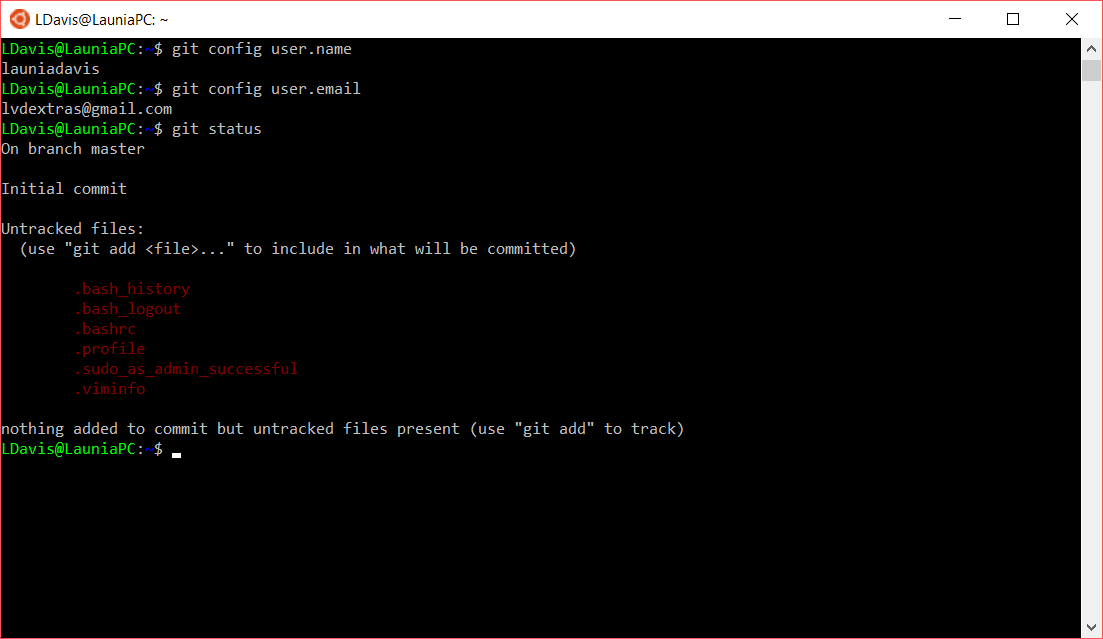 LDavis@LauniaPC: ~
LDavis@LauniaPC:~$ git config user.name
launiadavis
LDavis@LauniaPC:~$ git config user.email
lvdextras@gmail.com
LDavis@LauniaPC:~$ git status
On branch master
Initial commit
Untracked files:
  (use "git add <file>..." to include in what will be committed)
        .bash_history
        .bash_logout
        .bashrc
        .profile
        .sudo_as_admin_successful
        .viminfo
nothing added to commit but untracked files present (use "git add" to track)
LDavis@LauniaPC:~$